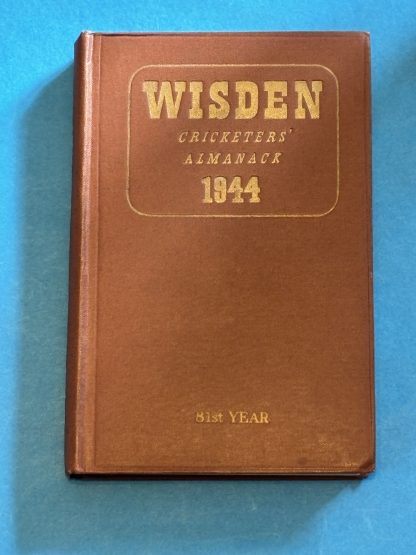 WISDEN
CRICKETERS'
ALMANACK
1944
81st YEAR